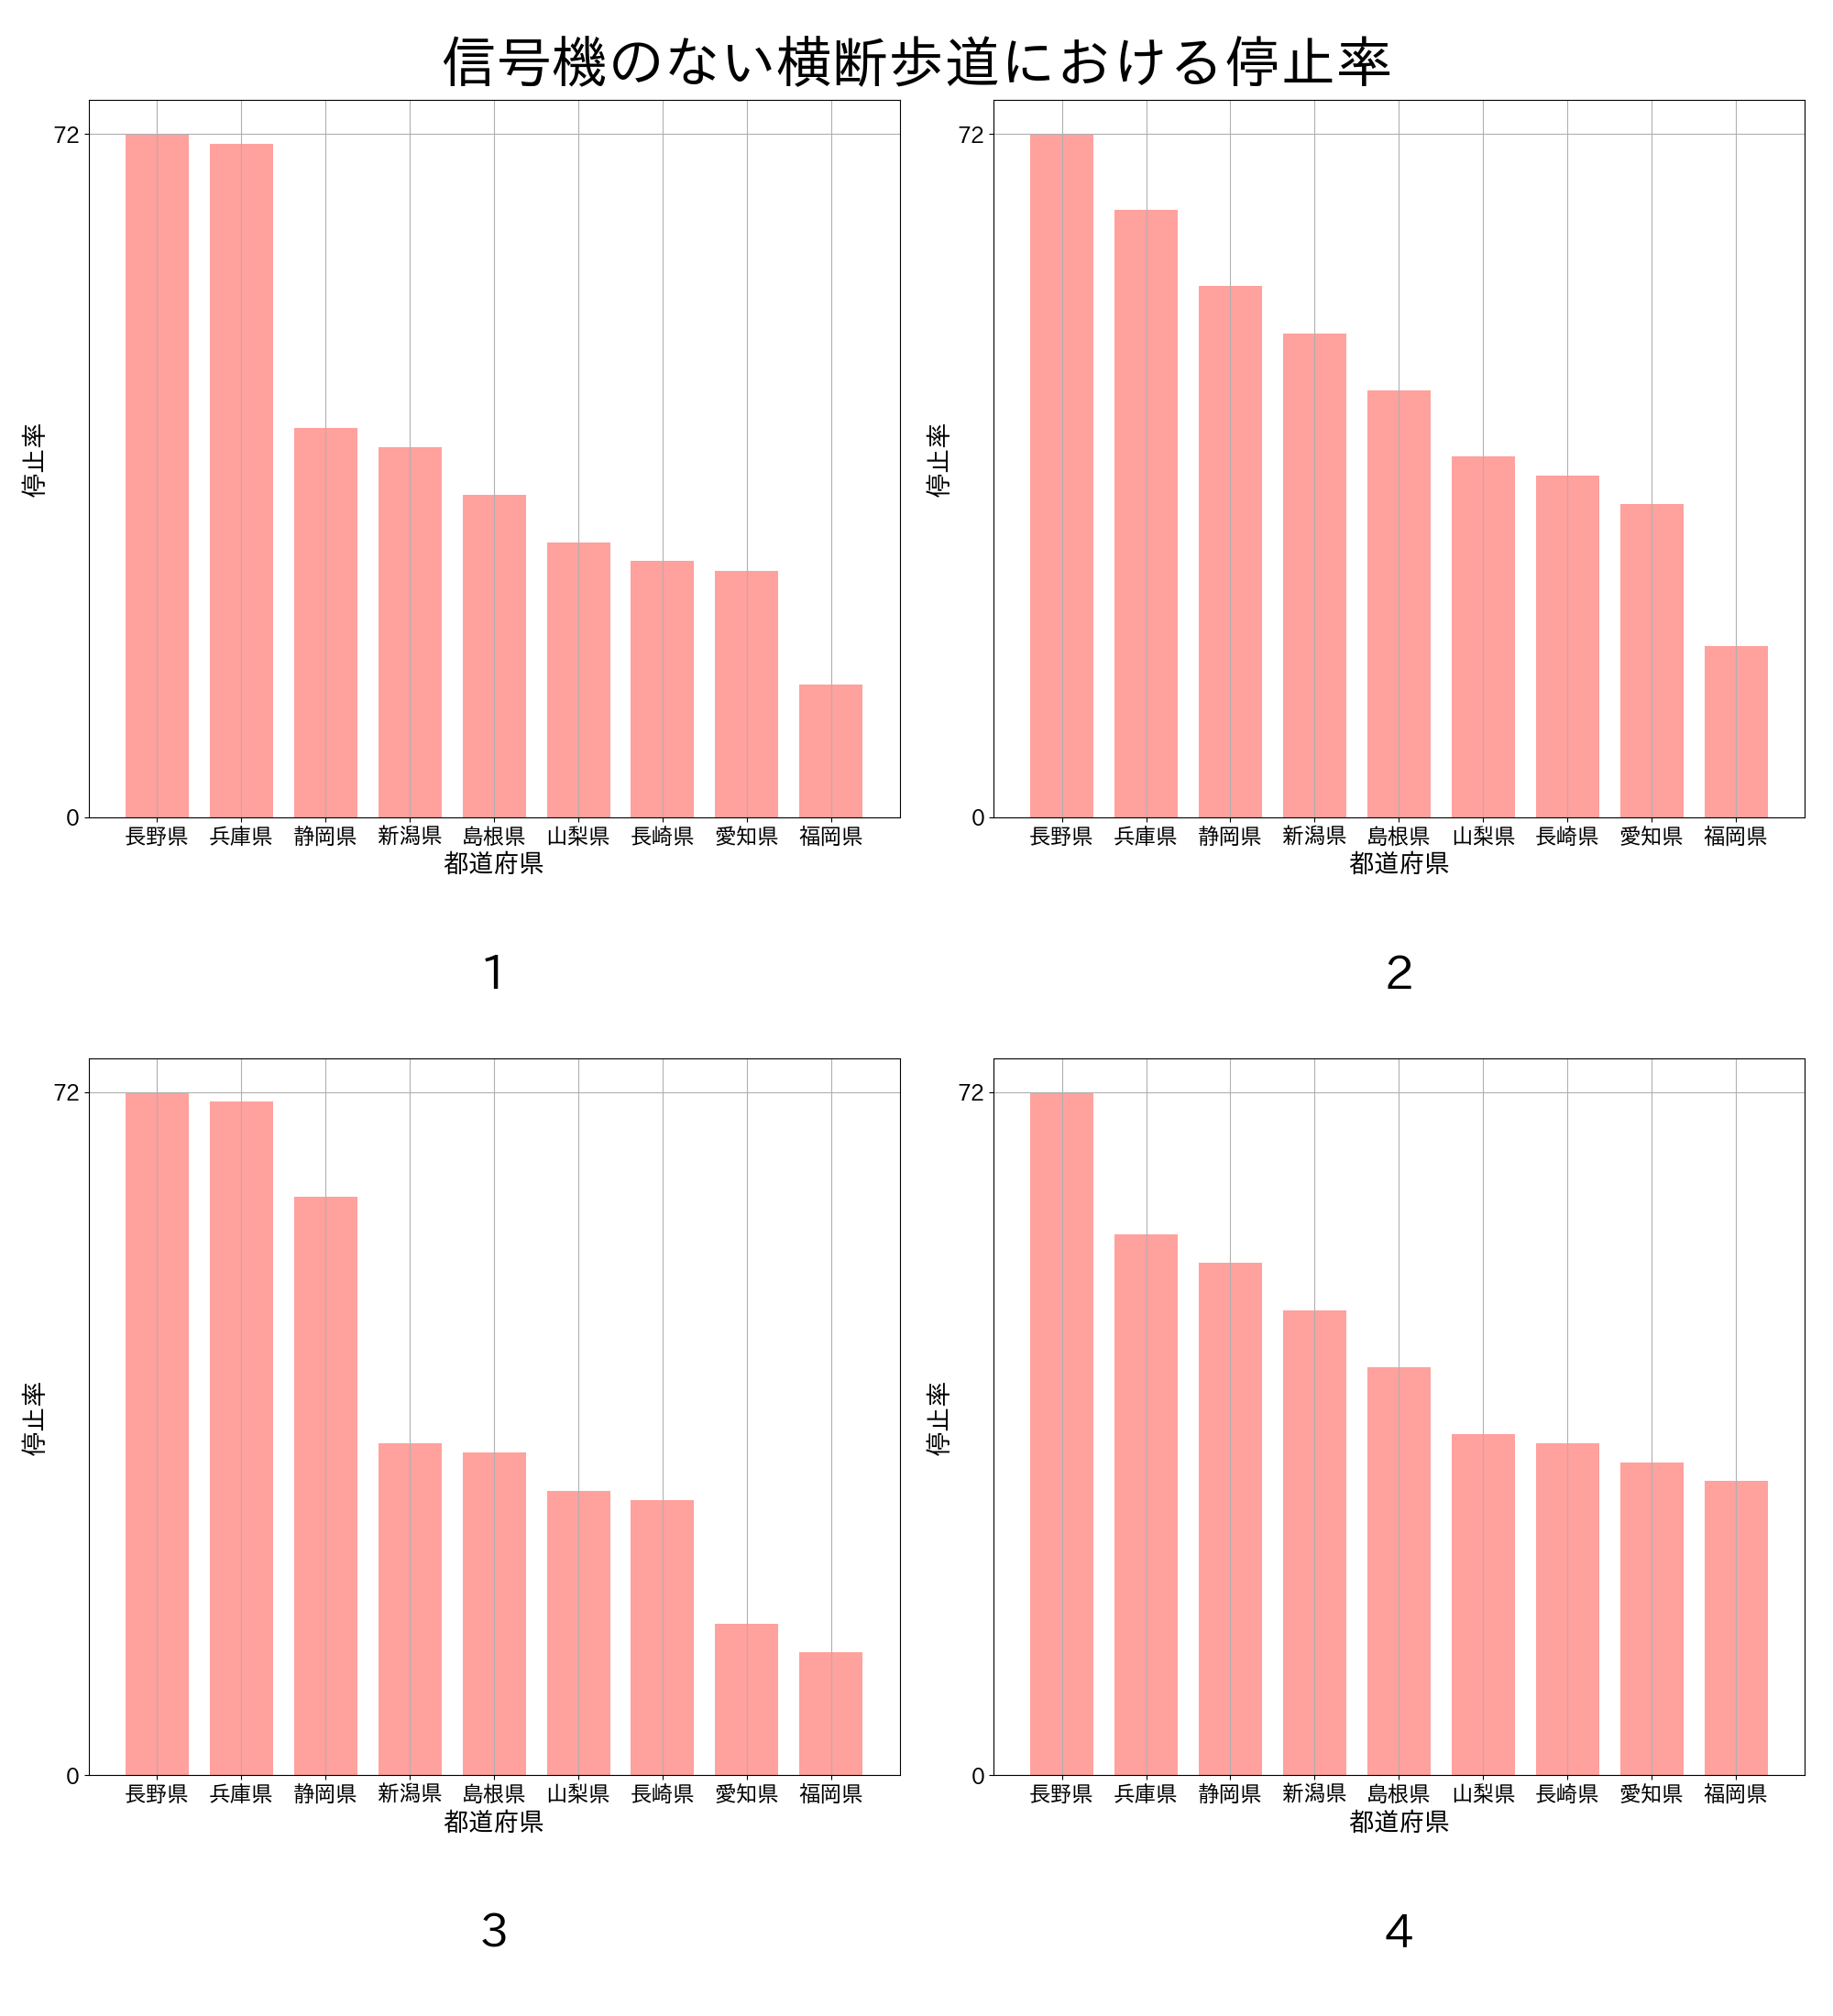 信号機のない横断歩道における停止率
72
0
停止率
長野県 兵庫県 静岡県 新潟県 島根県 山梨県 長崎県 愛知県 福岡県
都道府県
1
72
0
停止率
長野県 兵庫県 静岡県 新潟県 島根県 山梨県 長崎県 愛知県 福岡県
都道府県
2
72
0
停止率
長野県 兵庫県 静岡県 新潟県 島根県 山梨県 長崎県 愛知県 福岡県
都道府県
3
72
0
停止率
長野県 兵庫県 静岡県 新潟県 島根県 山梨県 長崎県 愛知県 福岡県
都道府県
4